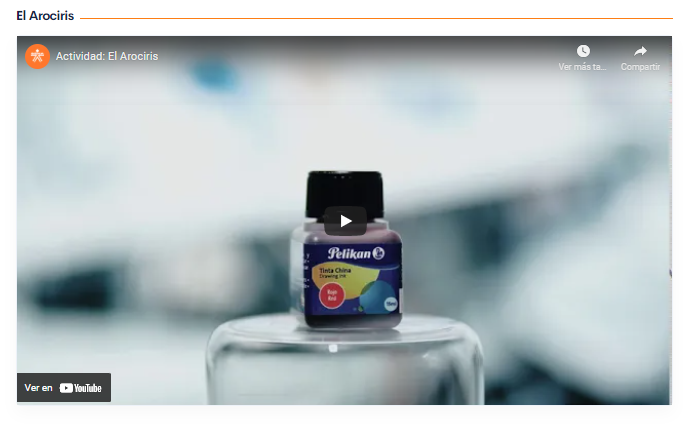 El Arociris
Actividad: El Arociris
Ver más ta...
Compartir
Pelikan
Tinta China
Drawing Ink
Rojo
Red
Ver en YouTube